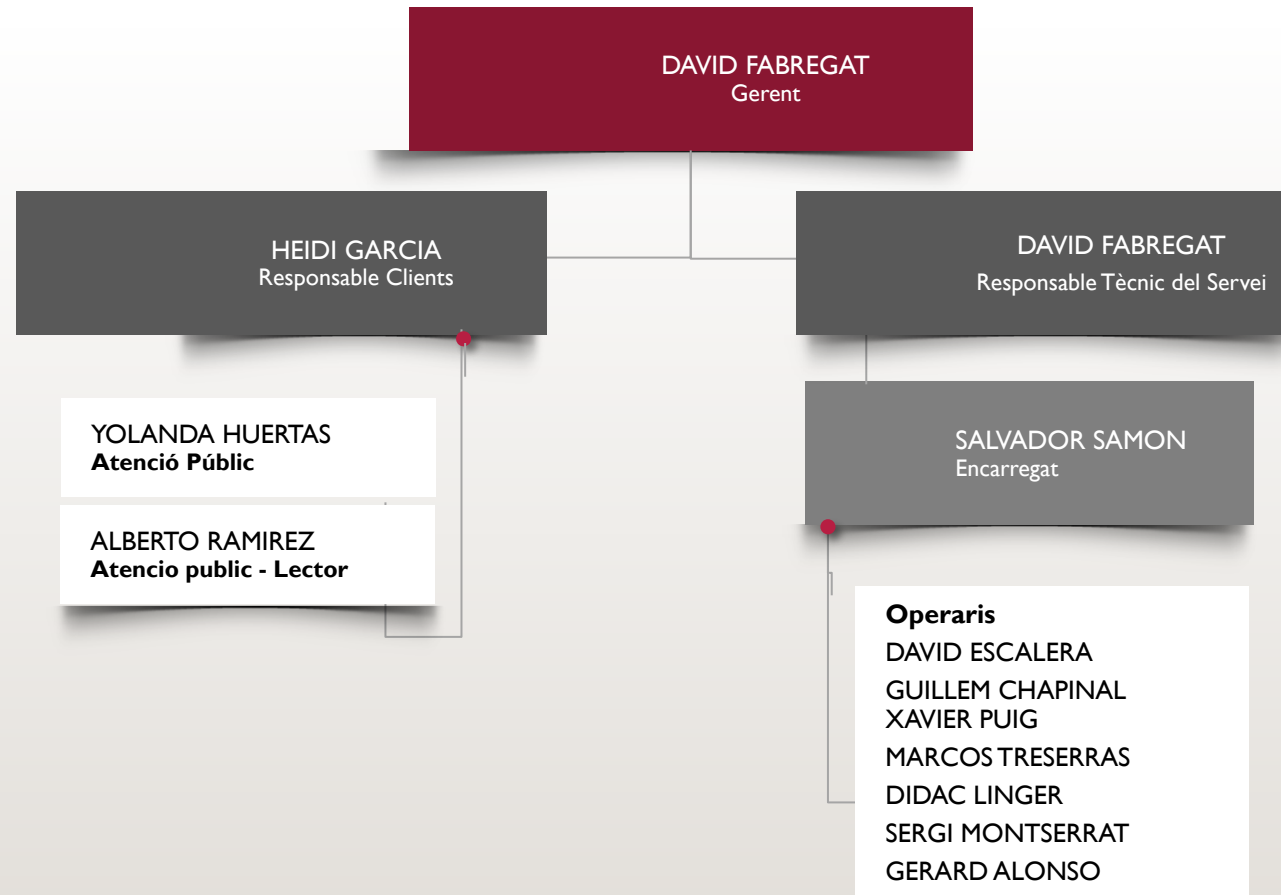 DAVID FABREGAT
Gerent
HEIDI GARCIA
Responsable Clients
DAVID FABREGAT
Responsable Tècnic del Servei
YOLANDA HUERTAS
Atenció Públic
ALBERTO RAMIREZ
Atencio public - Lector
SALVADOR SAMON
Encarregat
Operaris
DAVID ESCALERA
GUILLEM CHAPINAL
XAVIER PUIG
MARCOS TRESERRAS
DIDAC LINGER
SERGI MONTSERRAT
GERARD ALONSO